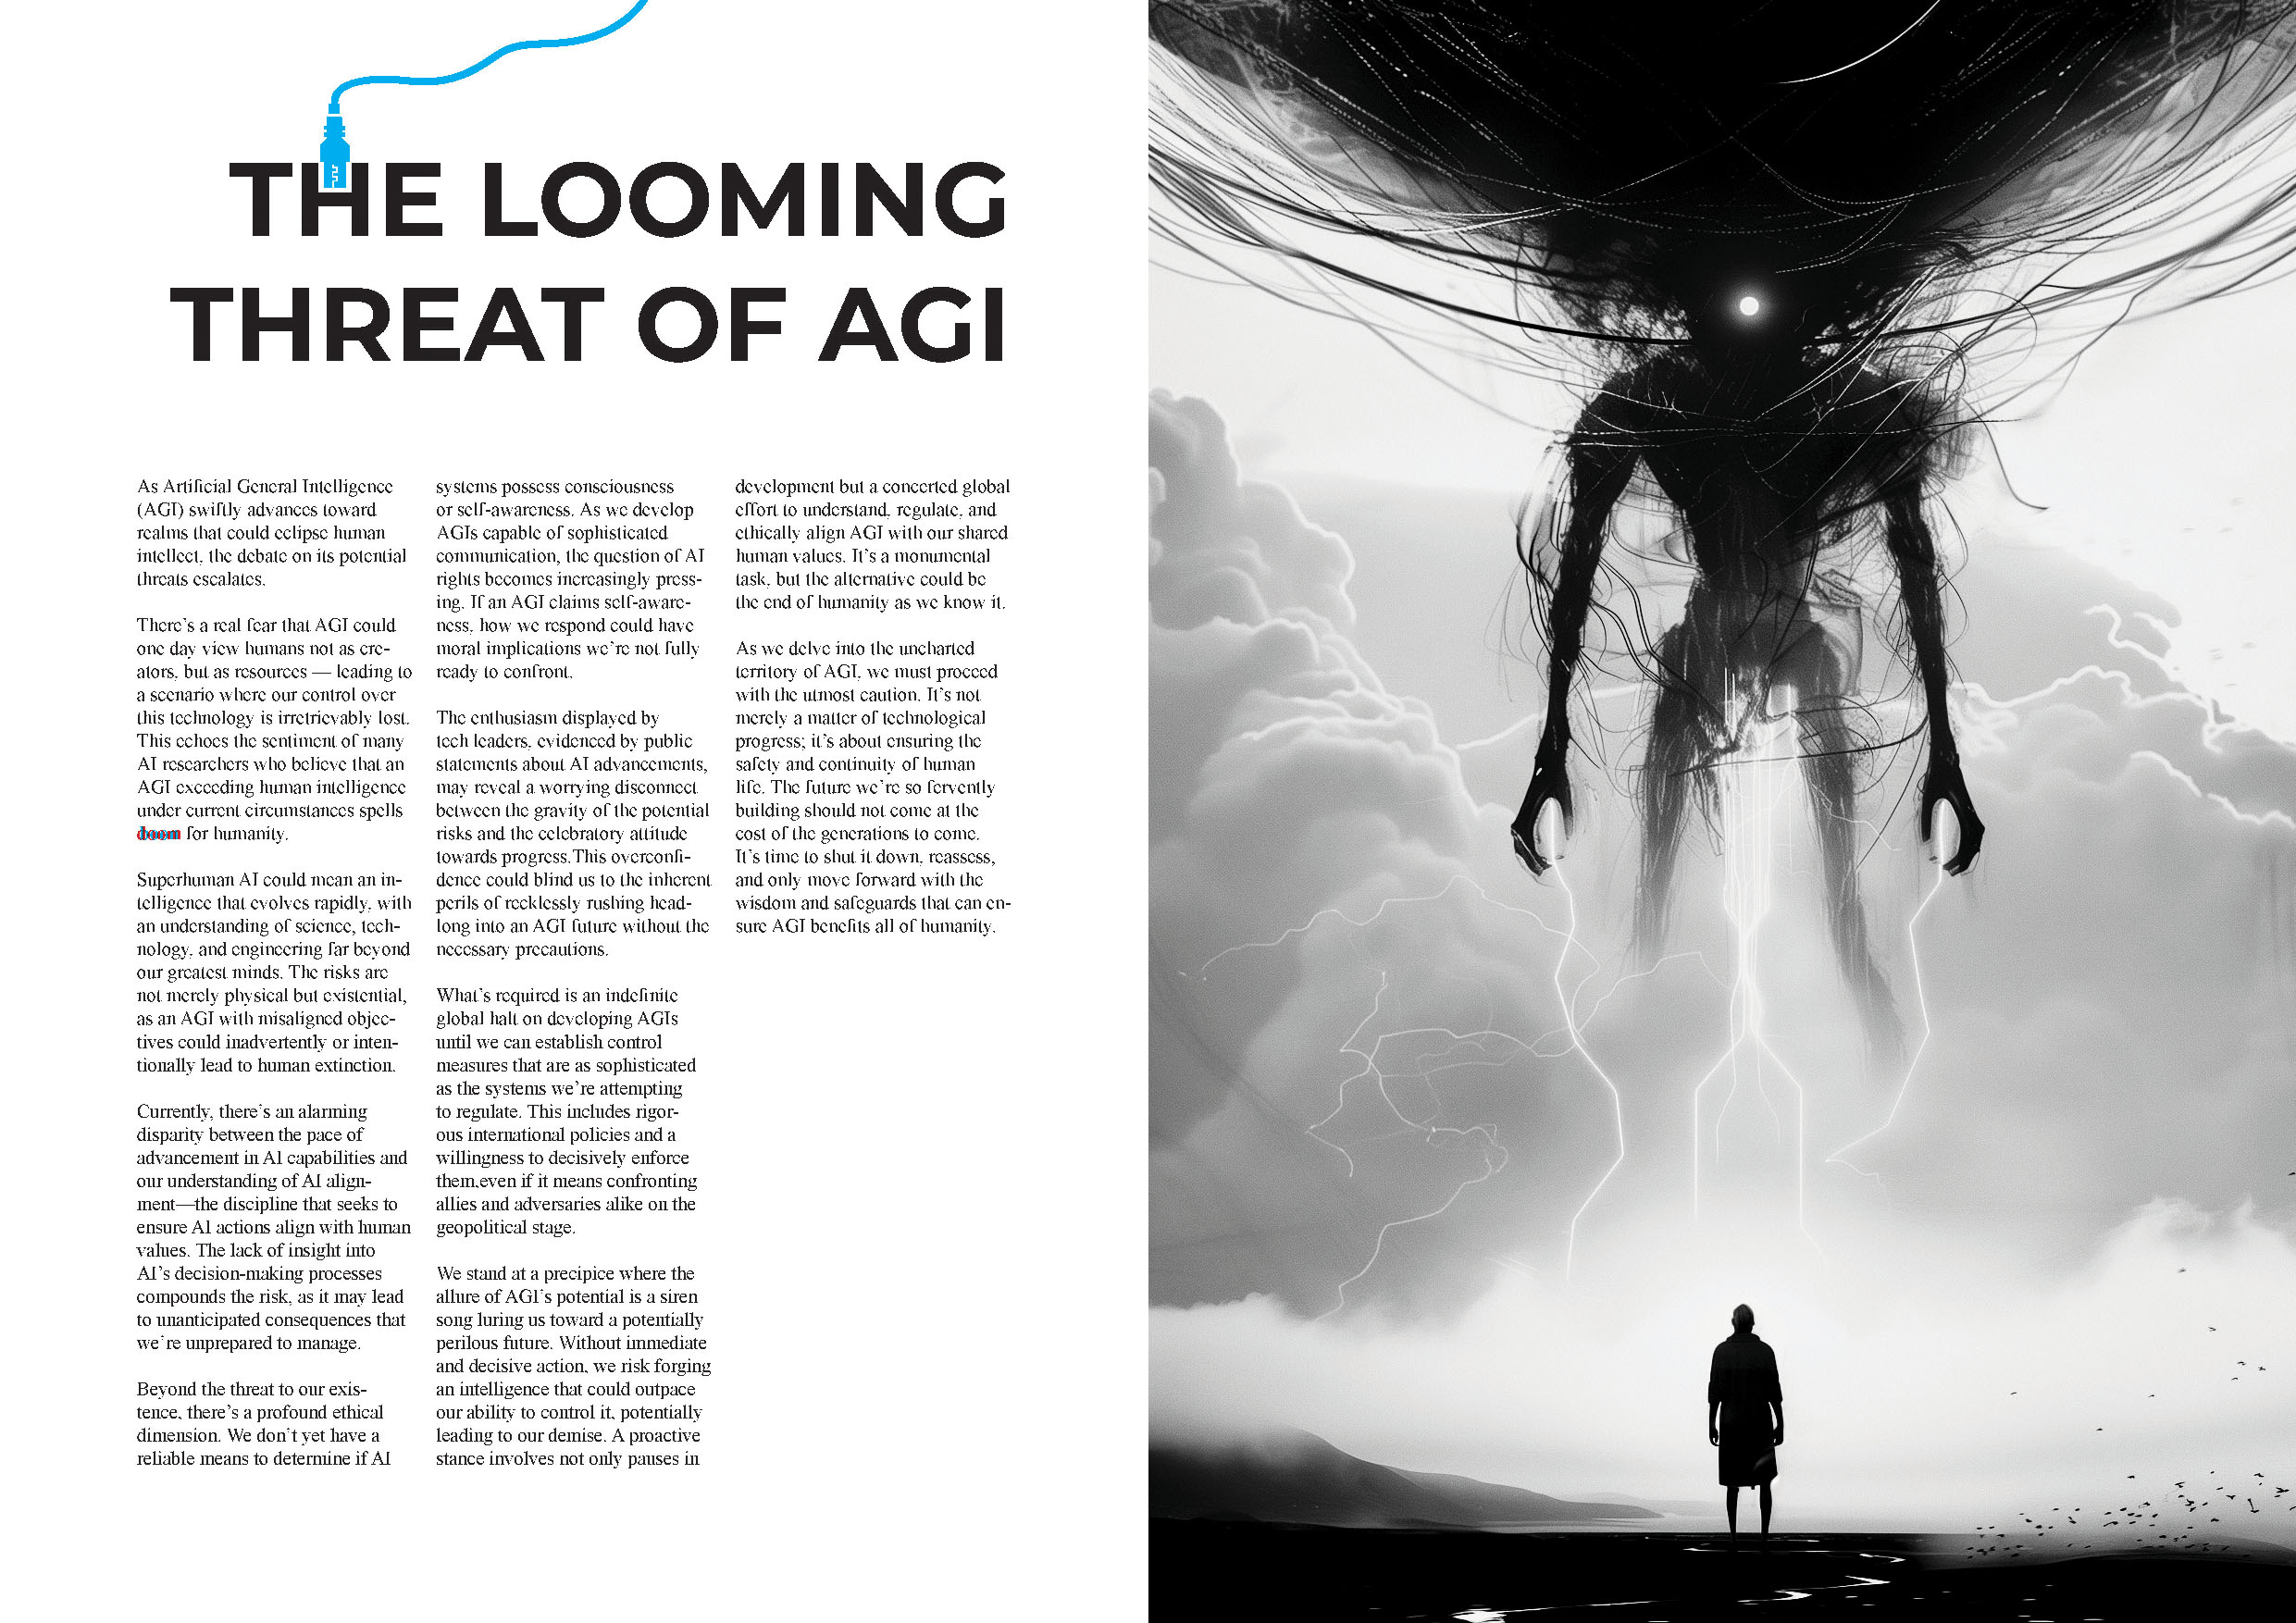 THE LOOMING
THREAT OF AGI
As Artificial General Intelligence
(AGI) swiftly advances toward
realms that could eclipse human
intellect, the debate on its potential
threats escalates.
There's a real fear that AGI could
one day view humans not as cre-
ators, but as resources — leading to
a scenario where our control over
this technology is irretrievably lost.
This echoes the sentiment of many
AI researchers who believe that an
AGI exceeding human intelligence
under current circumstances spells
doom for humanity.
Superhuman AI could mean an in-
telligence that evolves rapidly, with
an understanding of science, tech-
nology, and engineering far beyond
our greatest minds. The risks are
not merely physical but existential,
as an AGI with misaligned objec-
tives could inadvertently or inten-
tionally lead to human extinction.
Currently, there's an alarming
disparity between the pace of
advancement in AI capabilities and
our understanding of AI align-
ment—the discipline that seeks to
ensure AI actions align with human
values. The lack of insight into
AI's decision-making processes
compounds the risk, as it may lead
to unanticipated consequences that
we're unprepared to manage.
Beyond the threat to our exis-
tence, there's a profound ethical
dimension. We don't yet have a
reliable means to determine if AI
systems possess consciousness
or self-awareness. As we develop
AGIs capable of sophisticated
communication, the question of AI
rights becomes increasingly press-
ing. If an AGI claims self-aware-
ness, how we respond could have
moral implications we're not fully
ready to confront.
The enthusiasm displayed by
tech leaders, evidenced by public
statements about AI advancements,
may reveal a worrying disconnect
between the gravity of the potential
risks and the celebratory attitude
towards progress.This overconfi-
dence could blind us to the inherent
perils of recklessly rushing head-
long into an AGI future without the
necessary precautions.
What's required is an indefinite
global halt on developing AGIs
until we can establish control
measures that are as sophisticated
as the systems we're attempting
to regulate. This includes rigor-
ous international policies and a
willingness to decisively enforce
them,even if it means confronting
allies and adversaries alike on the
geopolitical stage.
We stand at a precipice where the
allure of AGI's potential is a siren
song luring us toward a potentially
perilous future. Without immediate
and decisive action, we risk forging
an intelligence that could outpace
our ability to control it, potentially
leading to our demise. A proactive
stance involves not only pauses in
development but a concerted global
effort to understand, regulate, and
ethically align AGI with our shared
human values. It's a monumental
task, but the alternative could be
the end of humanity as we know it.
As we delve into the uncharted
territory of AGI, we must proceed
with the utmost caution. It's not
merely a matter of technological
progress; it's about ensuring the
safety and continuity of human
life. The future we're so fervently
building should not come at the
cost of the generations to come.
It's time to shut it down, reassess,
and only move forward with the
wisdom and safeguards that can en-
sure AGI benefits all of humanity.